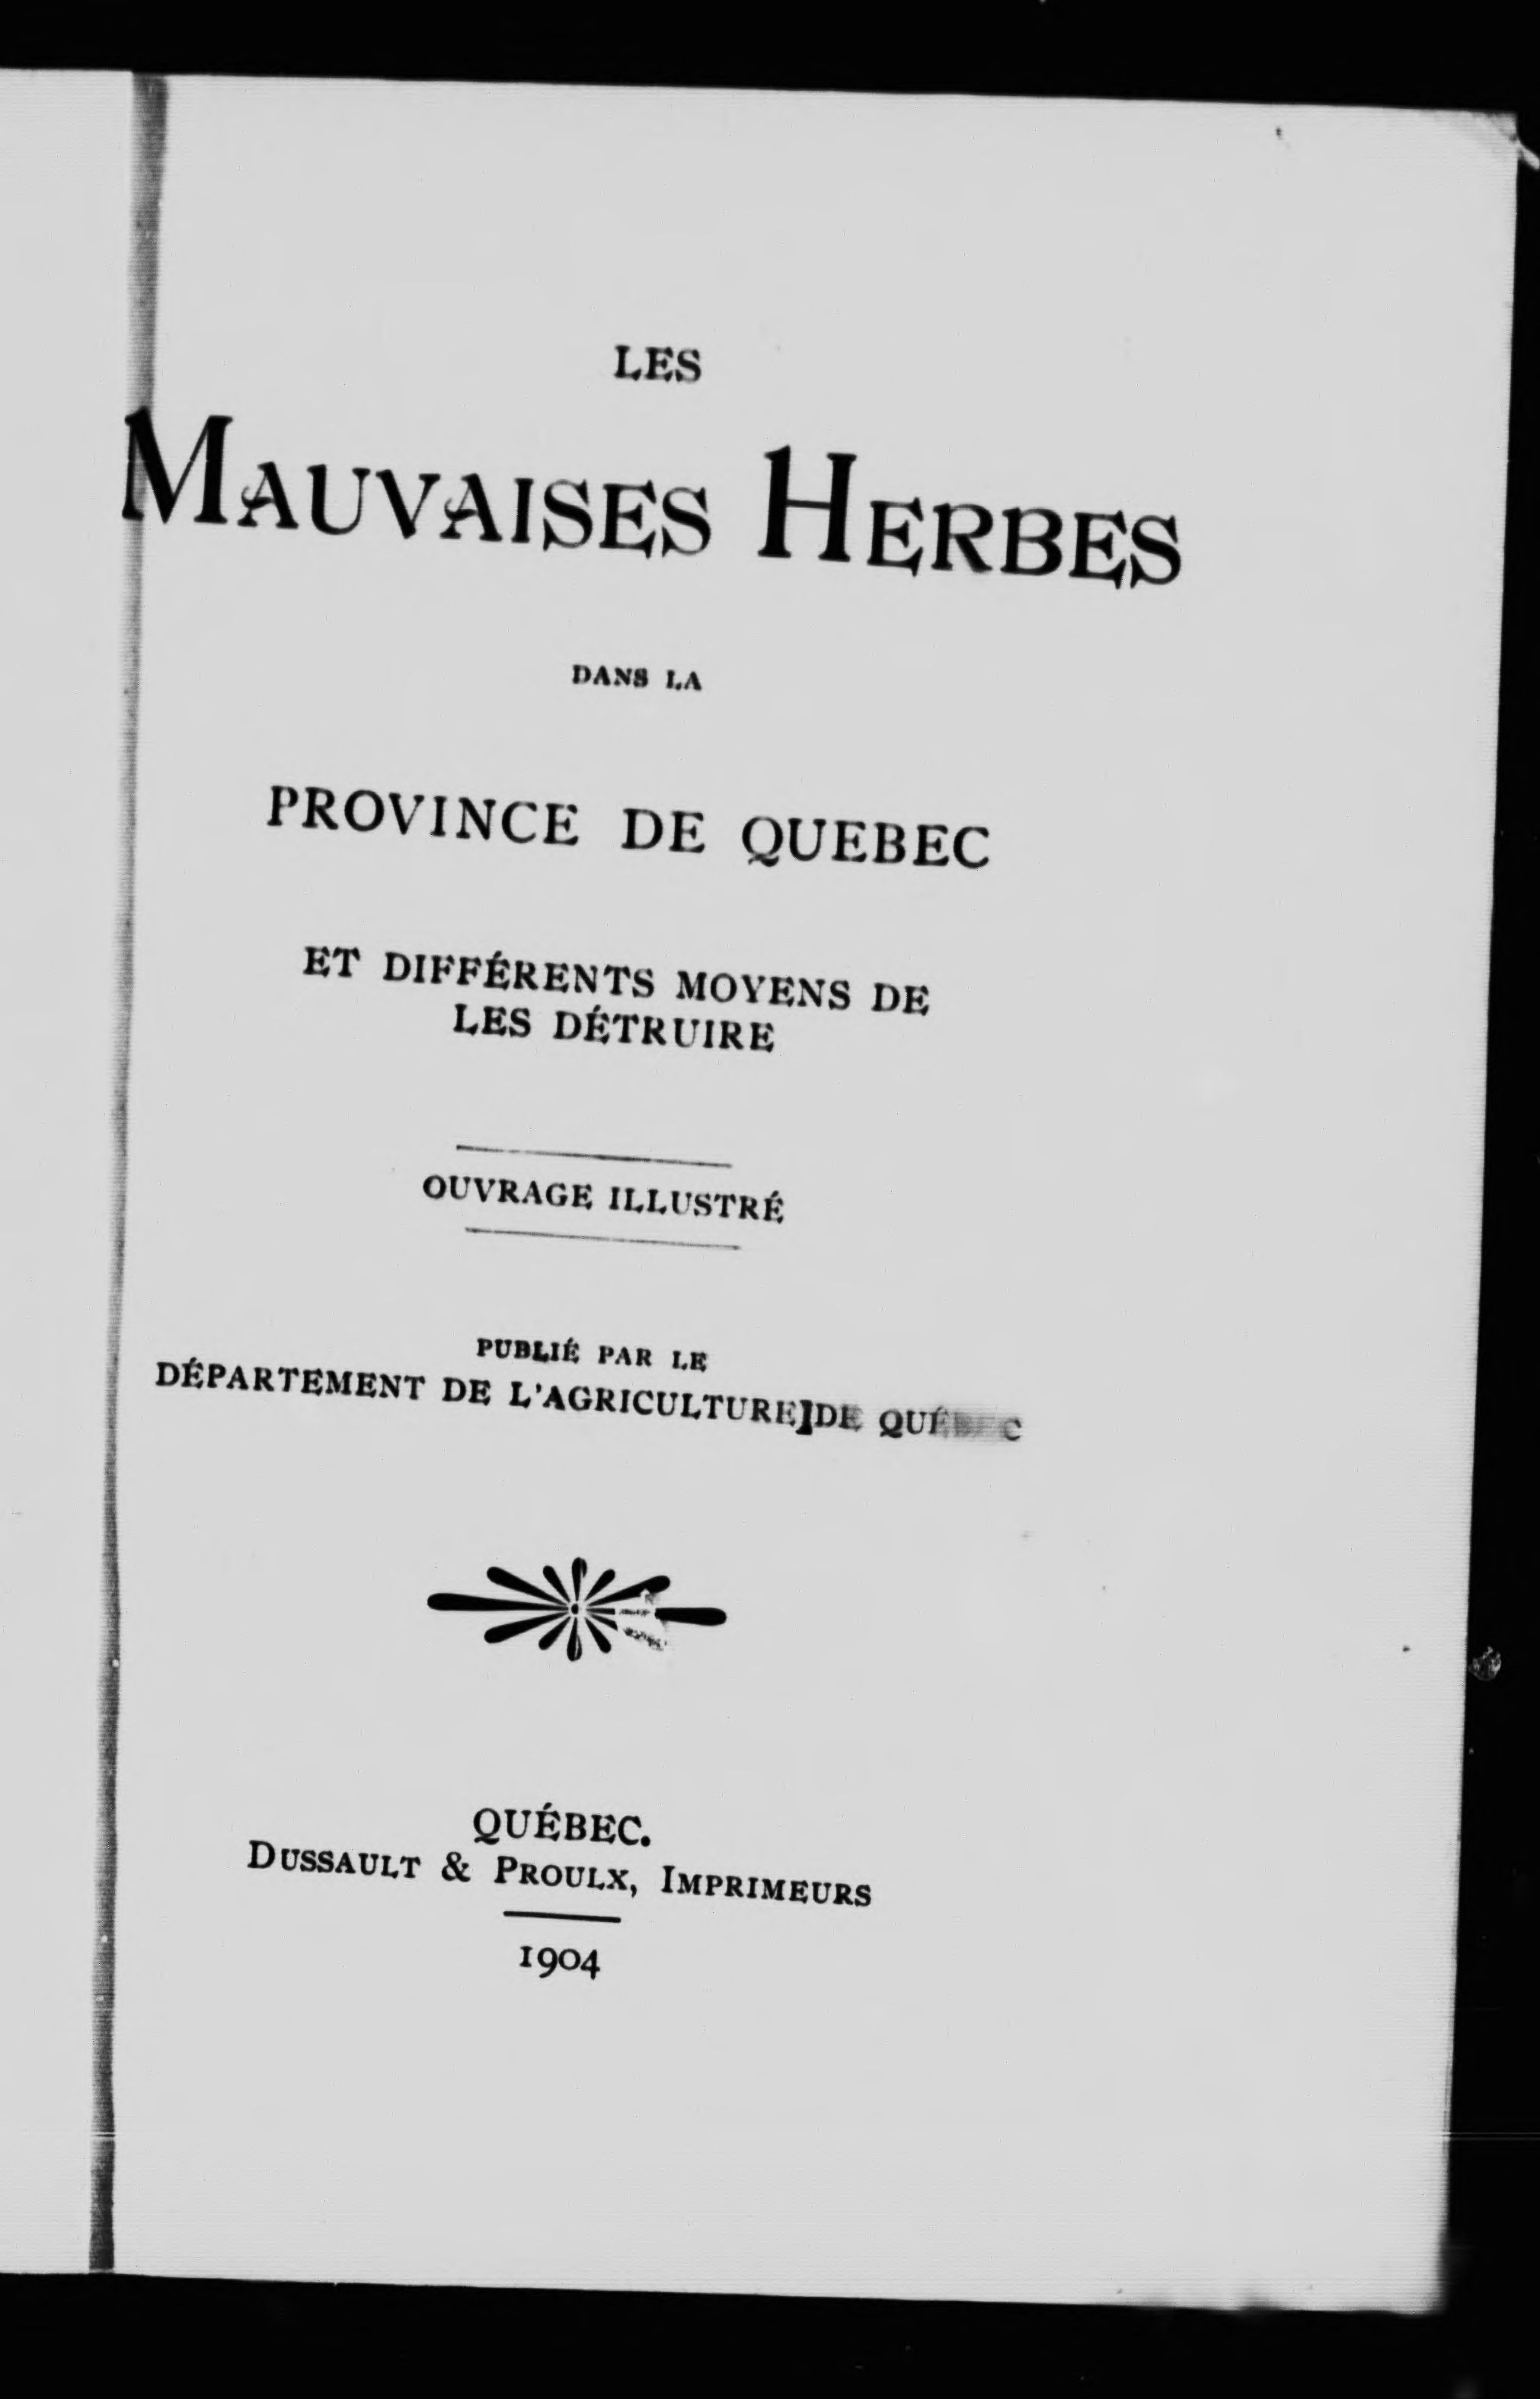 LES
MAUVAISES HERBES
DANS LA
PROVINCE DE QUEBEC
ET DIFFÉRENTS MOYENS DE
LES DÉTRUIRE
OUVRAGE ILLUSTRÉ
PUBLIÉ PAR LE
DÉPARTEMENT DE L'AGRICULTURE DE QUÉBEC
QUÉBEC.
DUSSAULT & PROULX, IMPRIMEURS
1904